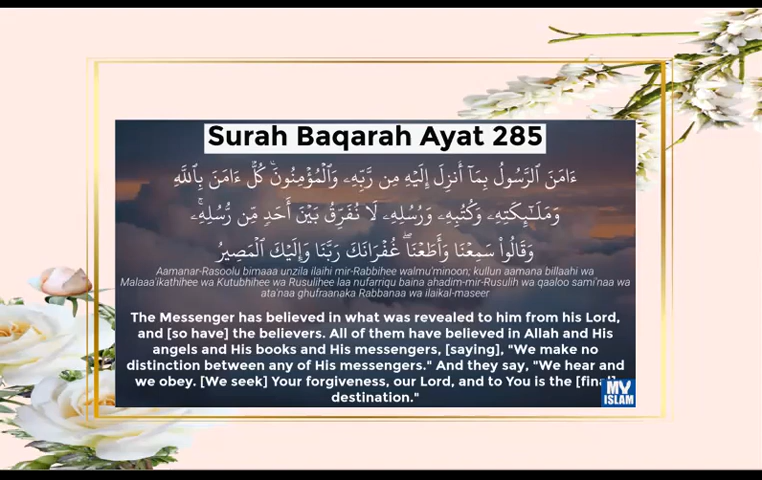 Surah Baqarah Ayat 285
ءَامَنَ ٱلرَّسُولُ بِمَآ أُنزِلَ إِلَيْهِ مِن رَّبِّهِۦ وَٱلْمُؤْمِنُونَ ۚ كُلٌّ ءَامَنَ بِٱللَّهِ
وَمَلَـٰٓئِكَتِهِۦ وَكُتُبِهِۦ وَرُسُلِهِۦ لَا نُفَرِّقُ بَيْنَ أَحَدٍ مِّن رُّسُلِهِۦ ۚ
وَقَالُوا۟ سَمِعْنَا وَأَطَعْنَا ۖ غُفْرَانَكَ رَبَّنَا وَإِلَيْكَ ٱلْمَصِيرُ
Aamanar-Rasoolu bimaaa unzila ilaihi mir-Rabbihee walmu'minoon; kullun aamana billaahi wa
Malaaa'ikathihee wa Kutubhihee wa Rusulihee laa nufarriqu baina ahadim-mir-Rusulih wa qaaloo sami'naa wa
ata'naa ghufraanaka Rabbanaa wa ilaikal-maseer
The Messenger has believed in what was revealed to him from his Lord,
and [so have] the believers. All of them have believed in Allah and His
angels and His books and His messengers, [saying], "We make no
distinction between any of His messengers." And they say, "We hear and
we obey. [We seek] Your forgiveness, our Lord, and to You is the [final]
destination."
MY
ISLAM